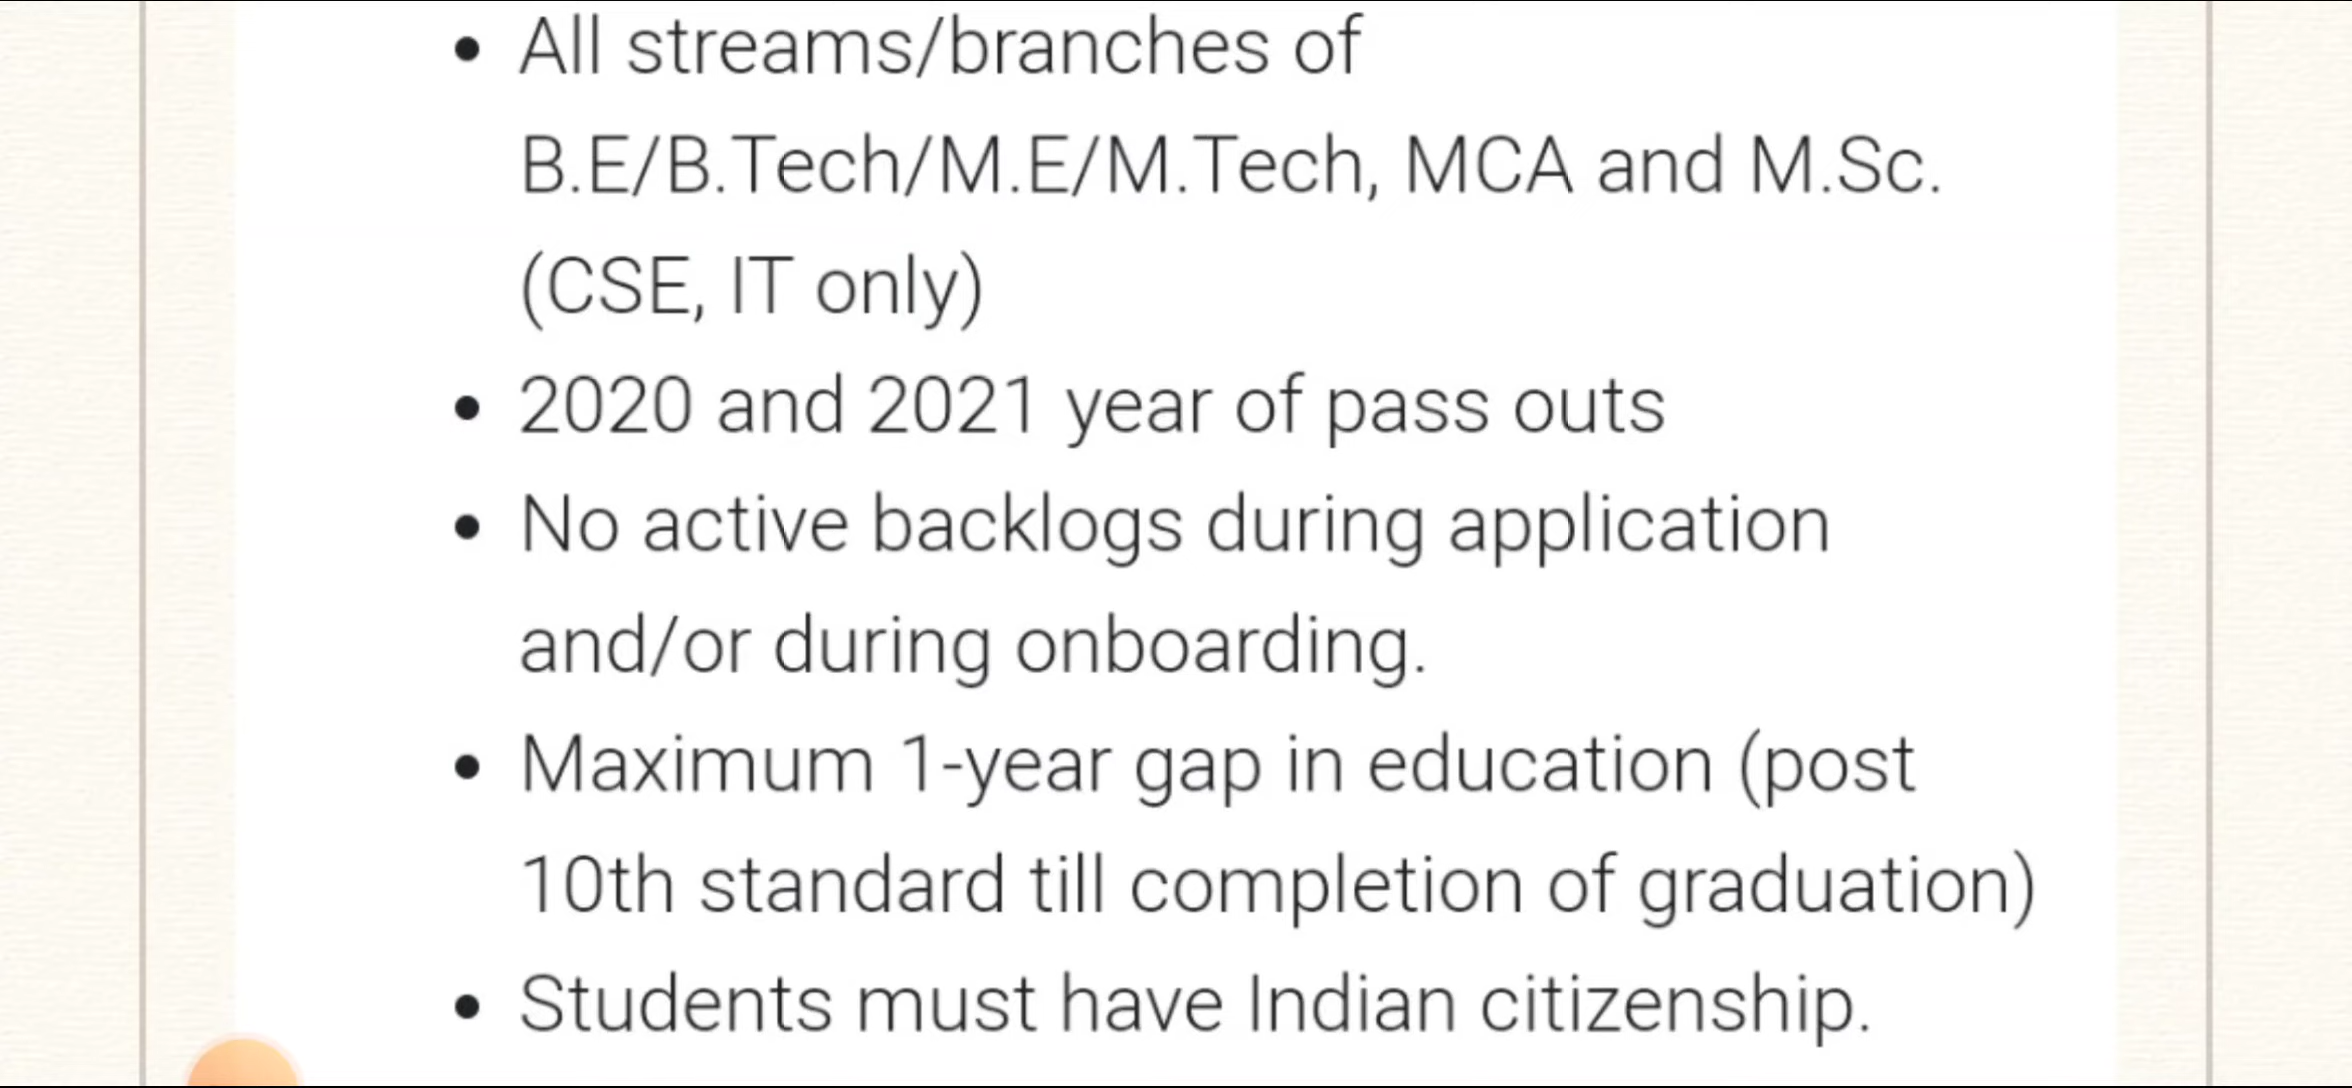 • All streams/branches of
B.E/B.Tech/M.E/M.Tech, MCA and M.Sc.
(CSE, IT only)
• 2020 and 2021 year of pass outs
• No active backlogs during application
and/or during onboarding.
• Maximum 1-year gap in education (post
10th standard till completion of graduation)
• Students must have Indian citizenship.